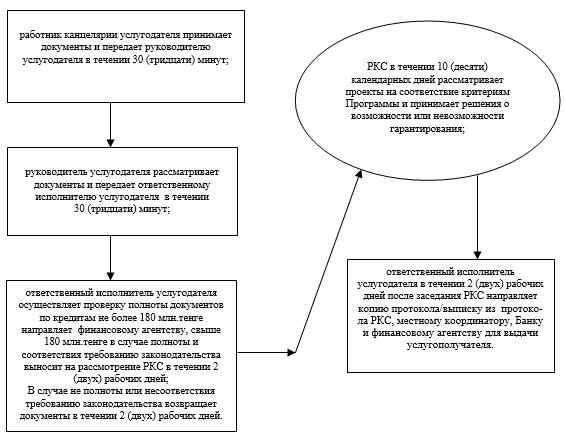 работник канцелярия услугодателя принимает
документы и передает руководителю
услугодателя в течении 30 (тридцати) минут;
руководитель услугодателя рассматривает
документы и передает ответственному
исполнителю услугодателя в течении
30 (тридцати) минут;
ответственный исполнитель услугодателя
осуществляет проверку полноты документов
по кредитам не более 180 млн.тенге
направляет финансовому агентству, свыше
180 млн.тенге в случае полноты и
соответствия требованию законодательства
выносит на рассмотрение РКС в течении 2
(двух) рабочих дней;
В случае не полноты или несоответствия
требованию законодательства возвращает
документы в течении 2 (двух) рабочих дней.
РКС в течении 10 (десяти)
календарных дней рассматривает
проекты на соответствие критериям
Программы и принимает решения о
возможности или невозможности
гарантирования;
ответственный исполнитель
услугодателя в течении 2 (двух) рабочих
дней после заседания РКС направляет
копию протокола/выписку из протоко-
ла РКС, местному координатору, Банку
и финансовому агентству для выдачи
услугополучателя.